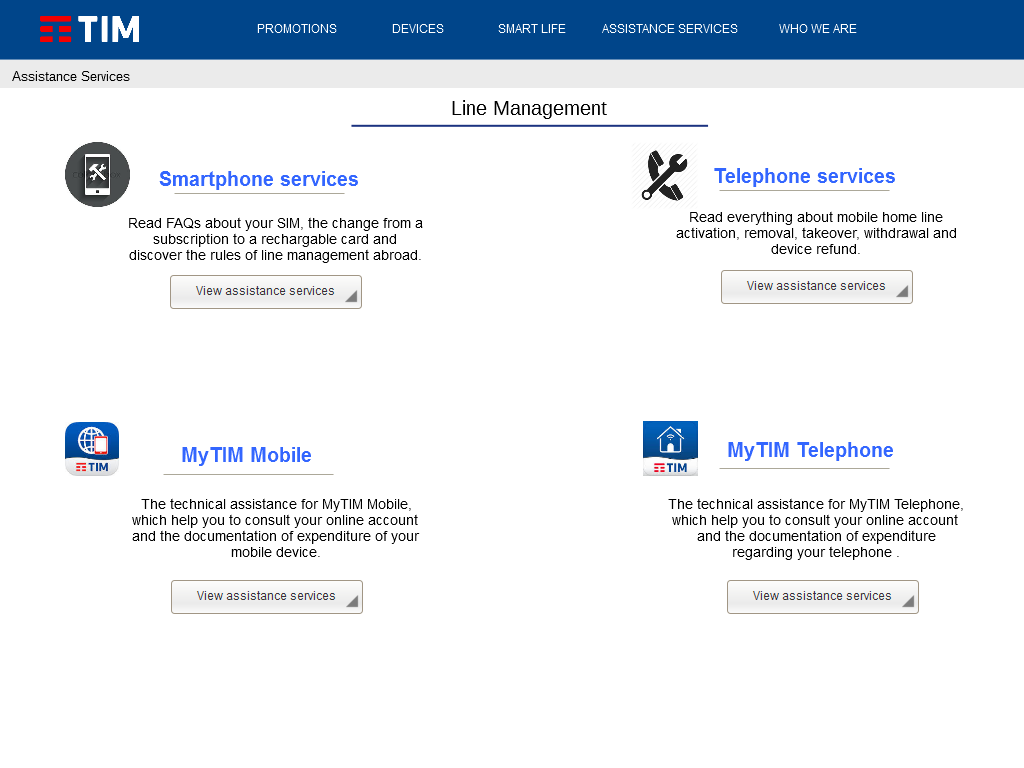 TIM
PROMOTIONS DEVICES SMART LIFE ASSISTANCE SERVICES WHO WE ARE
Assistance Services
Line Management
Smartphone services
Read FAQs about your SIM, the change from a
subscription to a rechargable card and
discover the rules of line management abroad.
View assistance services
Telephone services
Read everything about mobile home line
activation, removal, takeover, withdrawal and
device refund.
View assistance services
TIM
MyTIM Mobile
The technical assistance for MyTIM Mobile,
which help you to consult your online account
and the documentation of expenditure of your
mobile device.
View assistance services
TIM
MyTIM Telephone
The technical assistance for MyTIM Telephone,
which help you to consult your online account
and the documentation of expenditure
regarding your telephone .
View assistance services